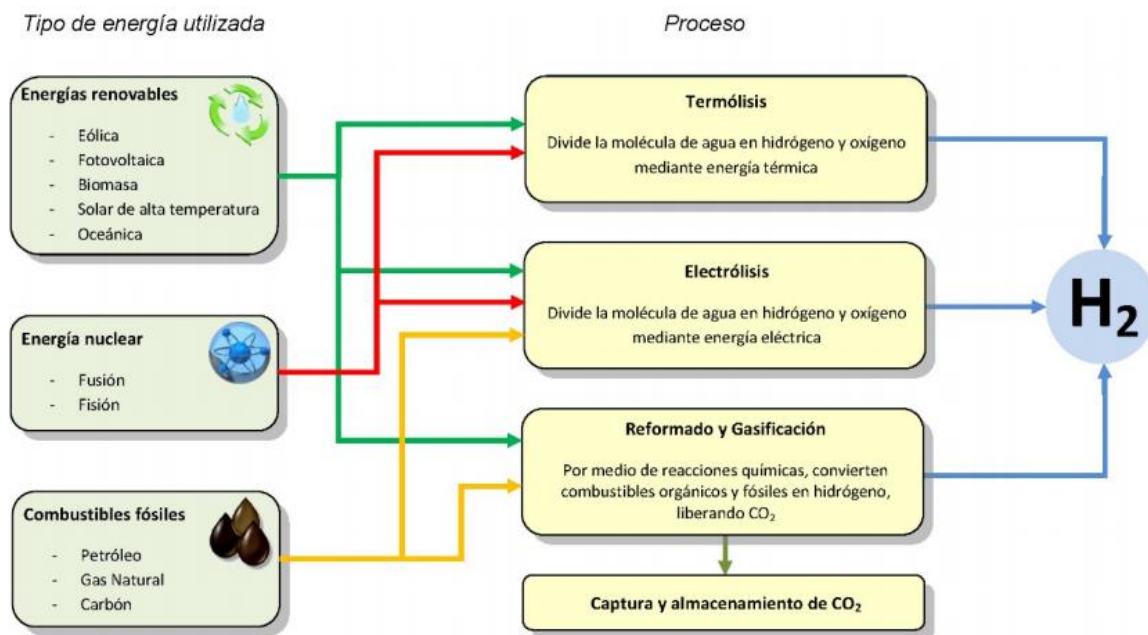 Tipo de energía utilizada
Proceso
Energías renovables
- Eólica
- Fotovoltaica
- Biomasa
- Solar de alta temperatura
- Oceánica
Energía nuclear
- Fusión
- Fisión
Combustibles fósiles
- Petróleo
- Gas Natural
- Carbón
Termólisis
Divide la molécula de agua en hidrógeno y oxígeno
mediante energía térmica
Electrólisis
Divide la molécula de agua en hidrógeno y oxígeno
mediante energía eléctrica
Reformado y Gasificación
Por medio de reacciones químicas, convierten
combustibles orgánicos y fósiles en hidrógeno,
liberando CO₂
Captura y almacenamiento de CO₂
H₂